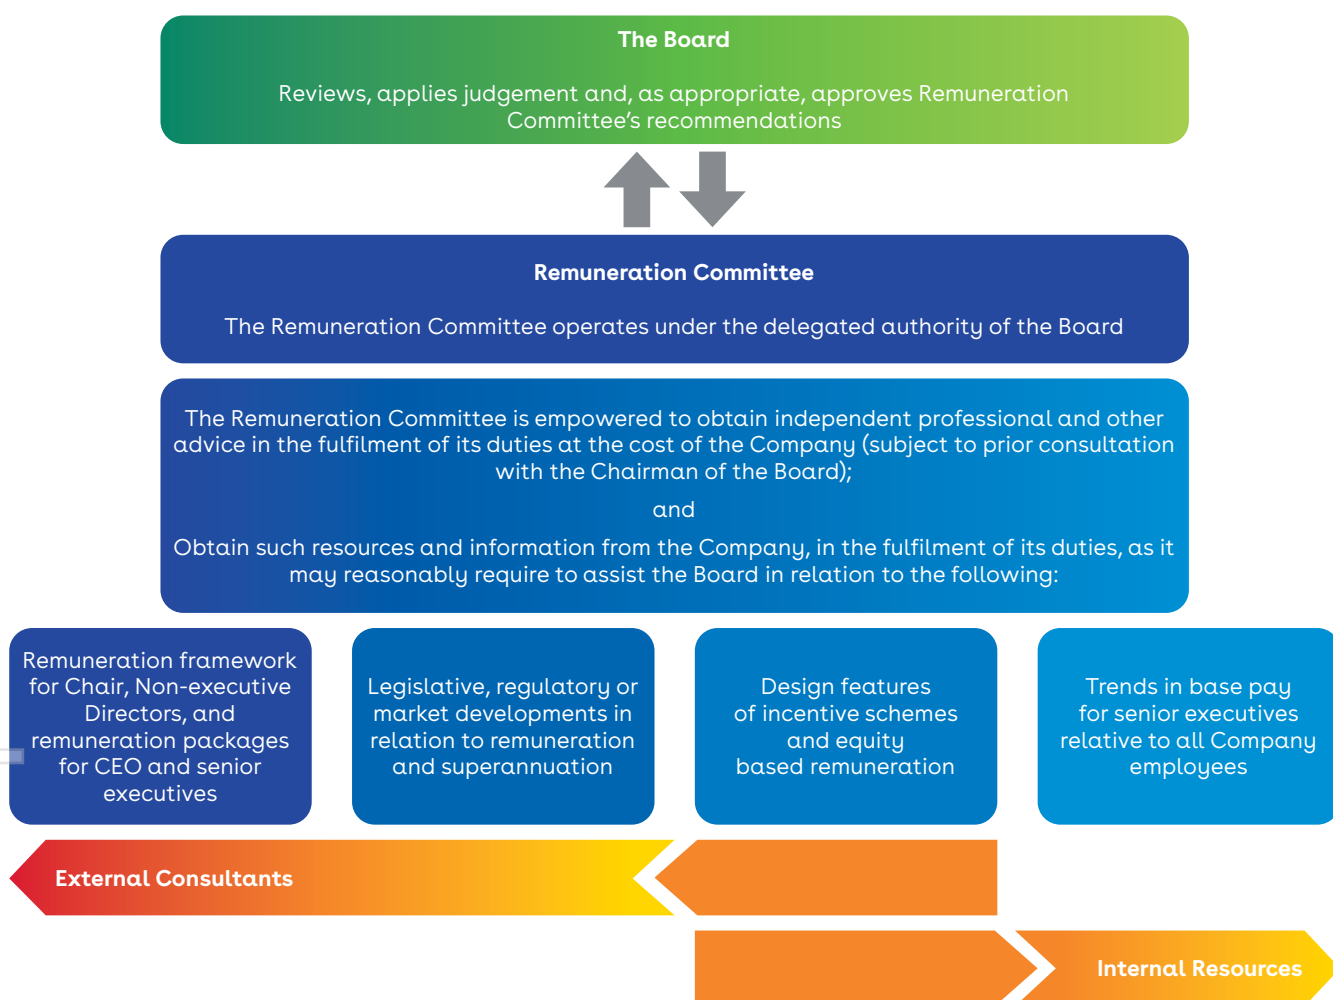 The Board
Reviews, applies judgement and, as appropriate, approves Remuneration
Committee's recommendations
Remuneration Committee
The Remuneration Committee operates under the delegated authority of the Board
The Remuneration Committee is empowered to obtain independent professional and other
advice in the fulfilment of its duties at the cost of the Company (subject to prior consultation
with the Chairman of the Board);
and
Obtain such resources and information from the Company, in the fulfilment of its duties, as it
may reasonably require to assist the Board in relation to the following:
Remuneration framework
for Chair, Non-executive
Directors, and
remuneration packages
for CEO and senior
executives
Legislative, regulatory or
market developments in
relation to remuneration
and superannuation
Design features
of incentive schemes
and equity
based remuneration
Trends in base pay
for senior executives
relative to all Company
employees
External Consultants
Internal Resources